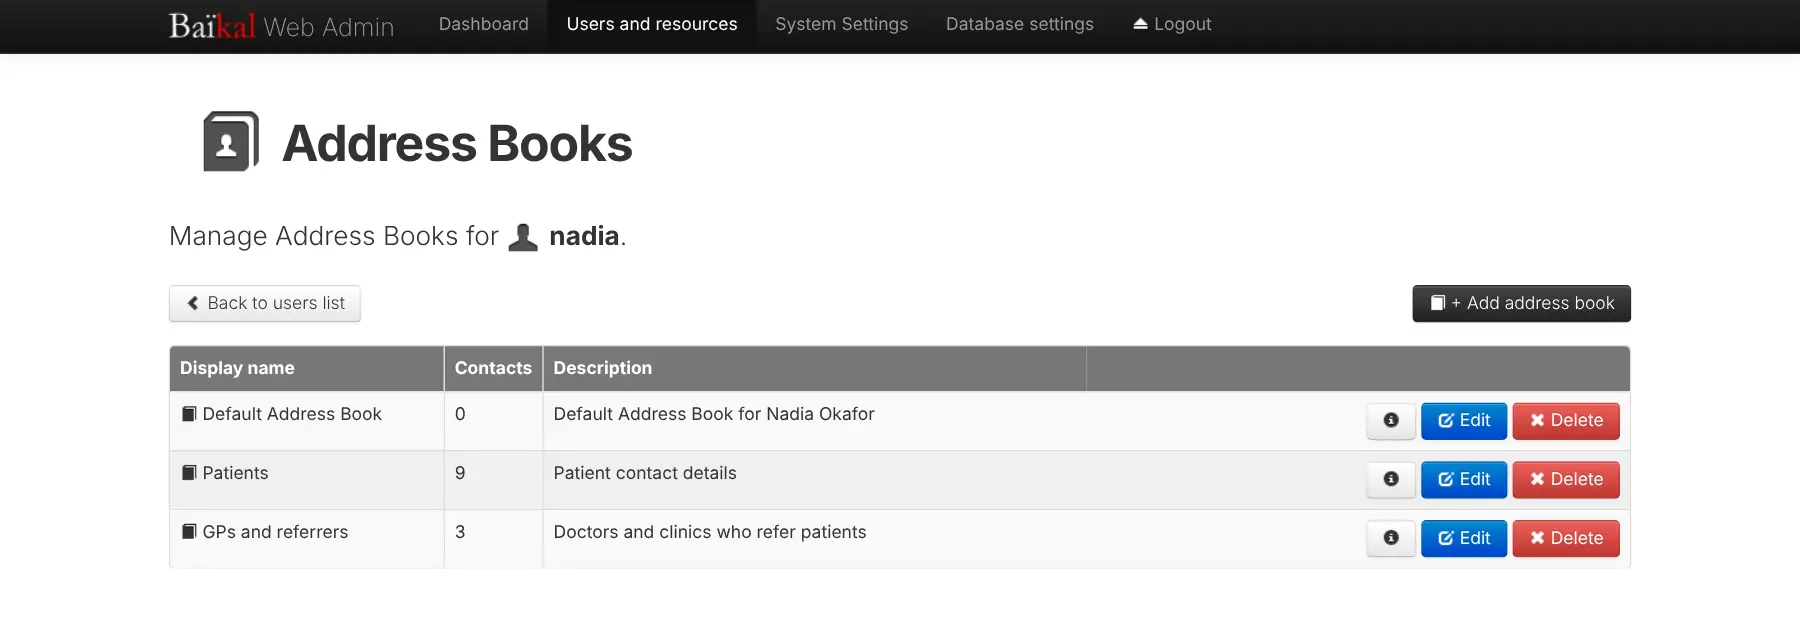 Baïkal Web Admin Dashboard Users and resources System Settings Database settings Logout
Address Books
Manage Address Books for nadia.
Back to users list + Add address book
Display name Contacts Description
Default Address Book 0 Default Address Book for Nadia Okafor Edit Delete
Patients 9 Patient contact details Edit Delete
GPs and referrers 3 Doctors and clinics who refer patients Edit Delete